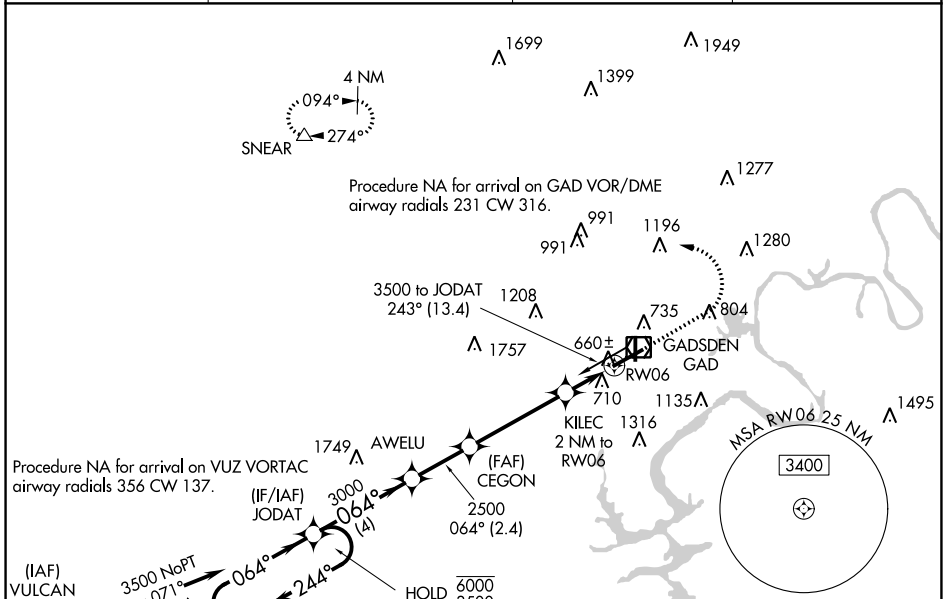 1699
1949
1399
4 NM
094°
274°
SNEAR
1277
Procedure NA for arrival on GAD VOR/DME
airway radials 231 CW 316.
991
991
1196
1280
3500 to JODAT
243° (13.4)
1208
735
804
1757
660±
GADSDEN
GAD
RW06
710
1135
KILEC
2 NM to
RW06
1316
1495
MSA RW06 25 NM
3400
1749
AWELU
(FAF)
CEGON
Procedure NA for arrival on VUZ VORTAC
airway radials 356 CW 137.
(IF/IAF)
JODAT
3000
064°
(4)
2500
064° (2.4)
(IAF)
VULCAN
3500 NoPT
071°
064°
244°
HOLD
6000